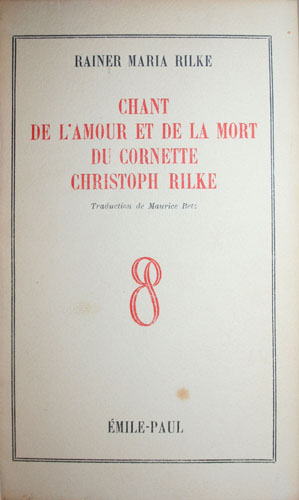 RAINER MARIA RILKE
CHANT
DE L'AMOUR ET DE LA MORT
DU CORNETTE
CHRISTOPH RILKE
Traduction de Maurice Betz
ÉMILE-PAUL